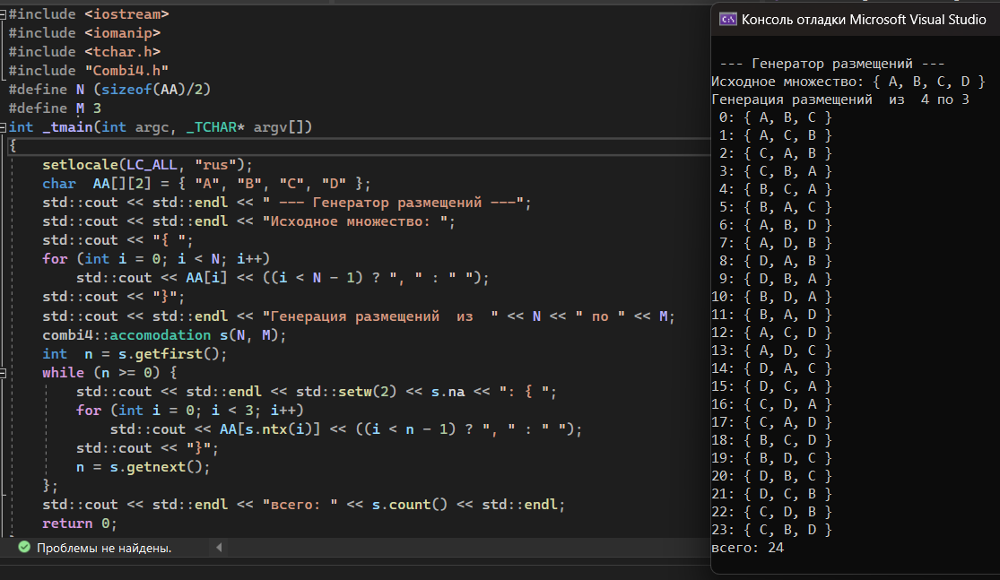 #include <iostream>
#include <iomanip>
#include <tchar.h>
#include "Combi4.h"
#define N (sizeof(AA)/2)
#define M 3
int _tmain(int argc, _TCHAR* argv[])
{
setlocale(LC_ALL, "rus");
char  AA[][2] = { "A", "B", "C", "D" };
std::cout << std::endl << " --- Генератор размещений ---";
std::cout << std::endl << "Исходное множество: ";
std::cout << "{ ";
for (int i = 0; i < N; i++)
std::cout << AA[i] << ((i < N - 1) ? ", " : " ");
std::cout << "}";
std::cout << std::endl << "Генерация размещений  из  " << N << " по " << M;
combi4::accomodation s(N, M);
int  n = s.getfirst();
while (n >= 0) {
std::cout << std::endl << std::setw(2) << s.na << ": { ";
for (int i = 0; i < 3; i++)
std::cout << AA[s.ntx(i)] << ((i < n - 1) ? ", " : " ");
std::cout << "}";
n = s.getnext();
};
std::cout << std::endl << "всего: " << s.count() << std::endl;
return 0;
Проблемы не найдены.
Консоль отладки Microsoft Visual Studio
--- Генератор размещений ---
Исходное множество: { A, B, C, D }
Генерация размещений  из  4 по 3
0: { A, B, C }
1: { A, C, B }
2: { C, A, B }
3: { C, B, A }
4: { B, C, A }
5: { B, A, C }
6: { A, B, D }
7: { A, D, B }
8: { D, A, B }
9: { D, B, A }
10: { B, D, A }
11: { B, A, D }
12: { A, C, D }
13: { A, D, C }
14: { D, A, C }
15: { D, C, A }
16: { C, D, A }
17: { C, A, D }
18: { B, C, D }
19: { B, D, C }
20: { D, B, C }
21: { D, C, B }
22: { C, D, B }
23: { C, B, D }
всего: 24